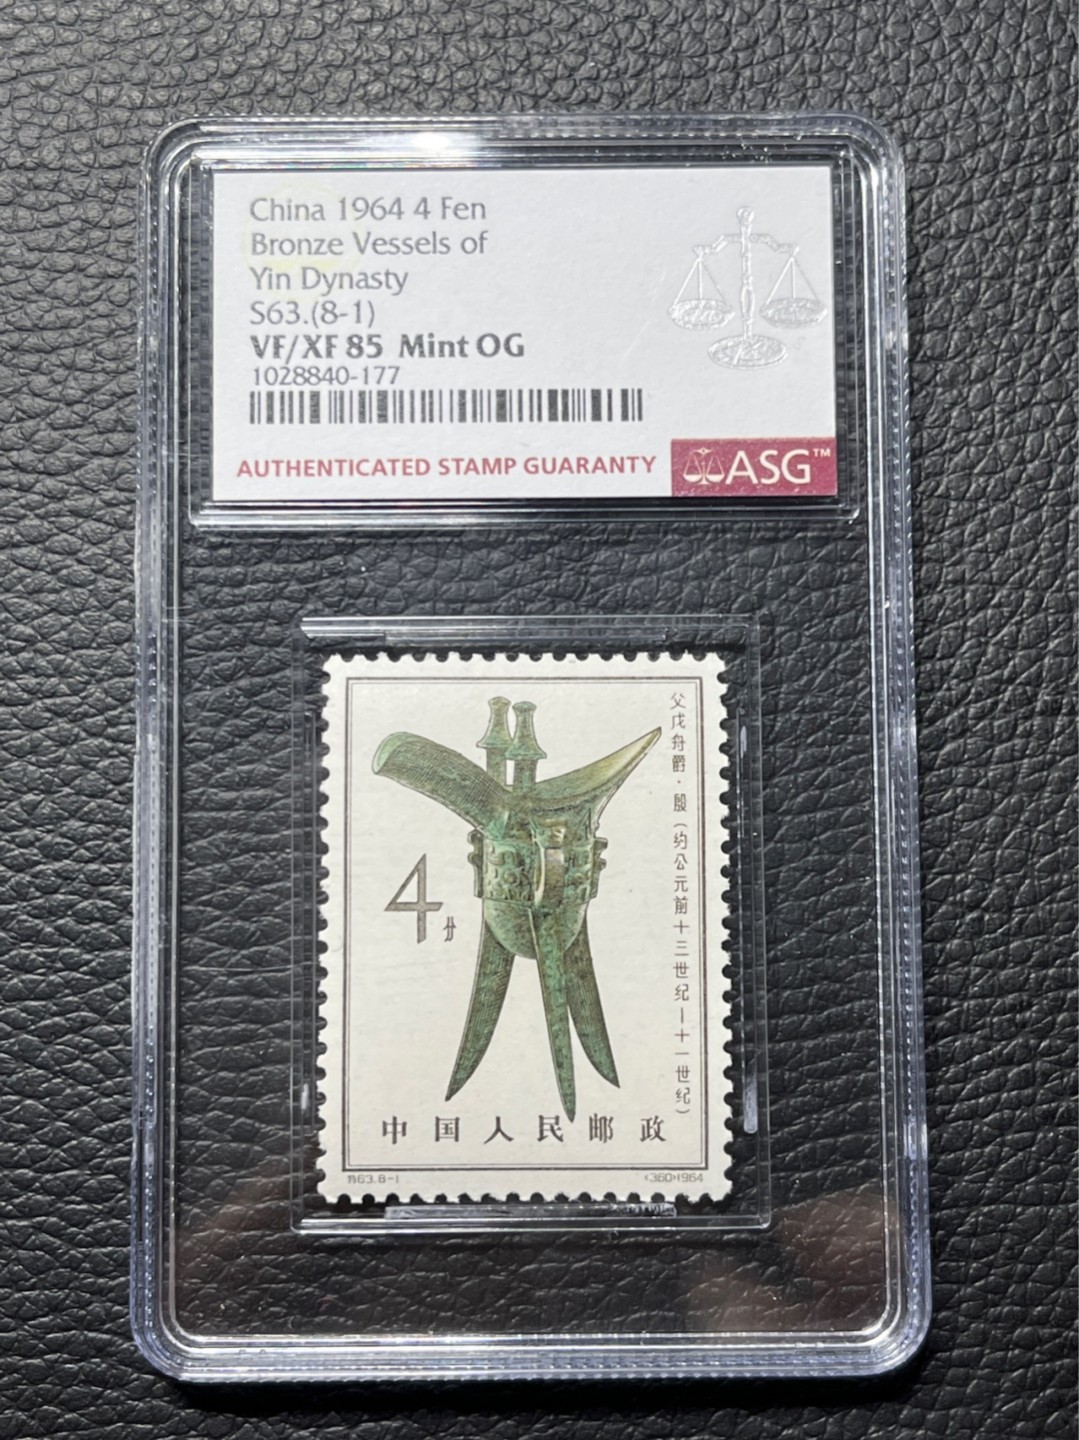 China 1964 4 Fen
Bronze Vessels of
Yin Dynasty
S63.(8-1)
VF/XF 85 Mint OG
1028840-177
AUTHENTICATED STAMP GUARANTY
ASG™
父戊舟爵·殷(约公元前十三世纪—十一世纪)
4分
中国人民邮政
特63.8-1
(360)1964